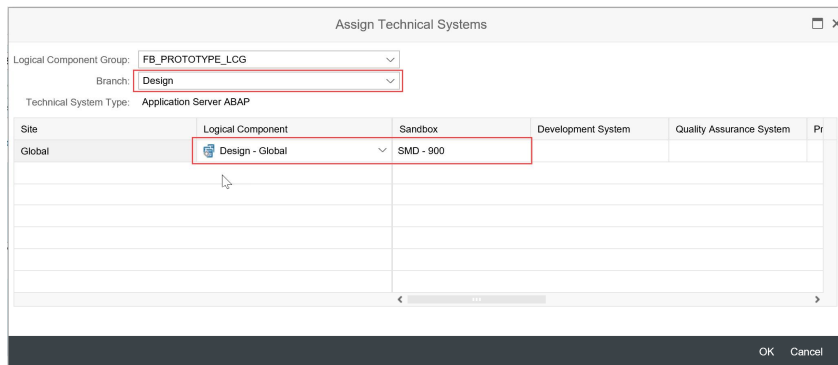 Assign Technical Systems
Logical Component Group: FB_PROTOTYPE_LCG
Branch: Design
Technical System Type: Application Server ABAP
Site Logical Component Sandbox Development System Quality Assurance System Pr
Global Design - Global SMD - 900
OK Cancel